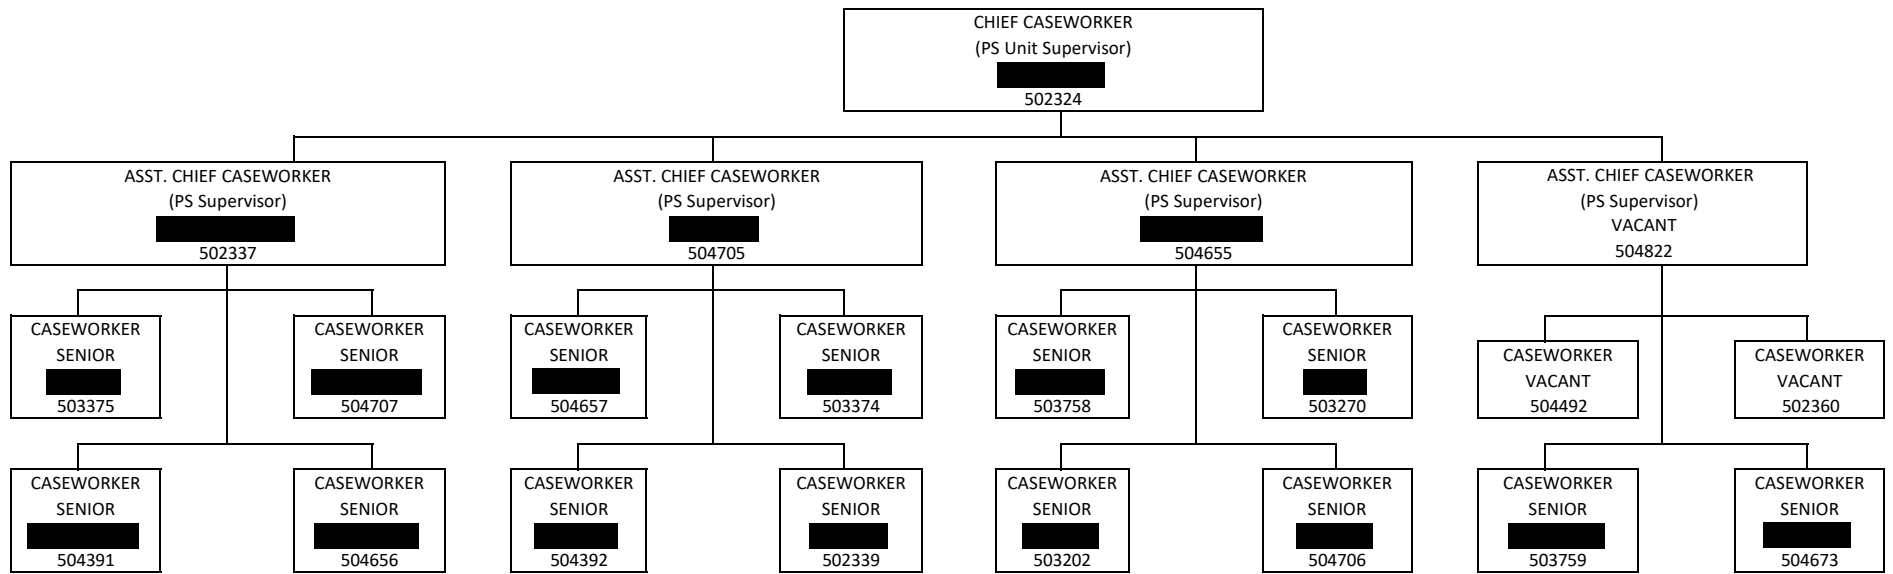 CHIEF CASEWORKER
(PS Unit Supervisor)
502324
ASST. CHIEF CASEWORKER
(PS Supervisor)
502337
ASST. CHIEF CASEWORKER
(PS Supervisor)
504705
ASST. CHIEF CASEWORKER
(PS Supervisor)
504655
ASST. CHIEF CASEWORKER
(PS Supervisor)
VACANT
504822
CASEWORKER
SENIOR
503375
CASEWORKER
SENIOR
504707
CASEWORKER
SENIOR
504657
CASEWORKER
SENIOR
503374
CASEWORKER
SENIOR
503758
CASEWORKER
SENIOR
503270
CASEWORKER
VACANT
504492
CASEWORKER
VACANT
502360
CASEWORKER
SENIOR
504391
CASEWORKER
SENIOR
504656
CASEWORKER
SENIOR
504392
CASEWORKER
SENIOR
502339
CASEWORKER
SENIOR
503202
CASEWORKER
SENIOR
504706
CASEWORKER
SENIOR
503759
CASEWORKER
SENIOR
504673